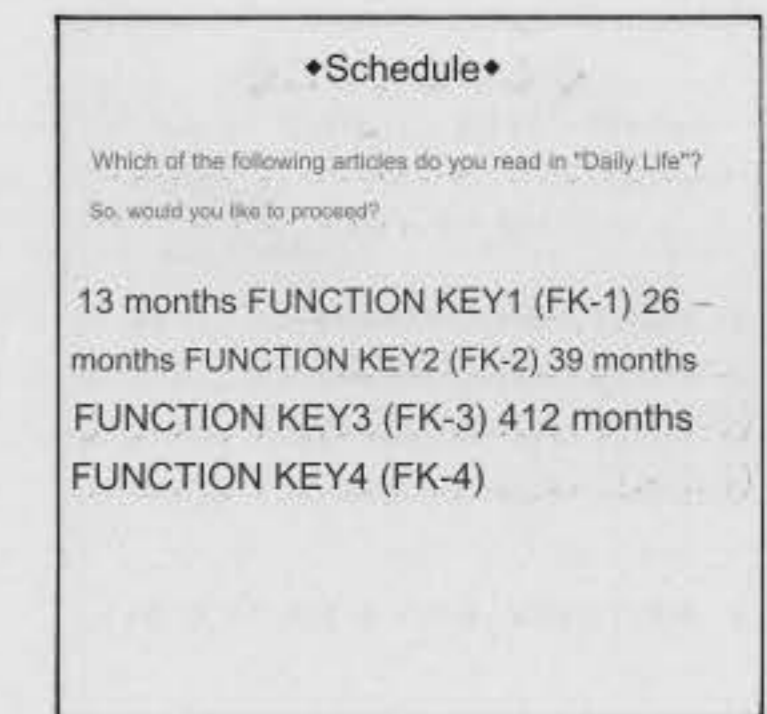 ◆Schedule◆
Which of the following articles do you read in "Daily Life"?
So, would you like to proceed?
13 months FUNCTION KEY1 (FK-1) 26 –
months FUNCTION KEY2 (FK-2) 39 months
FUNCTION KEY3 (FK-3) 412 months
FUNCTION KEY4 (FK-4)